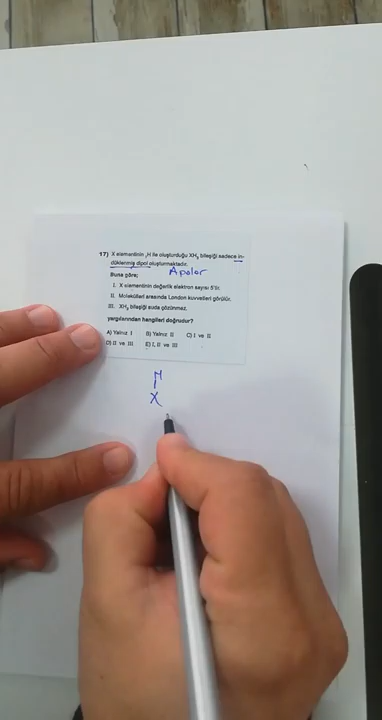 17) X elementinin ₁H ile oluşturduğu XH₃ bileşiği sadece in-
düklenmiş dipol oluşturmaktadır.
Apolar
Buna göre;
I. X elementinin değerlik elektron sayısı 5'tir.
II. Molekülleri arasında London kuvvetleri görülür.
III. XH₃ bileşiği suda çözünmez.
yargılarından hangileri doğrudur?
A) Yalnız I B) Yalnız II C) I ve II
D) II ve III E) I, II ve III
H
X